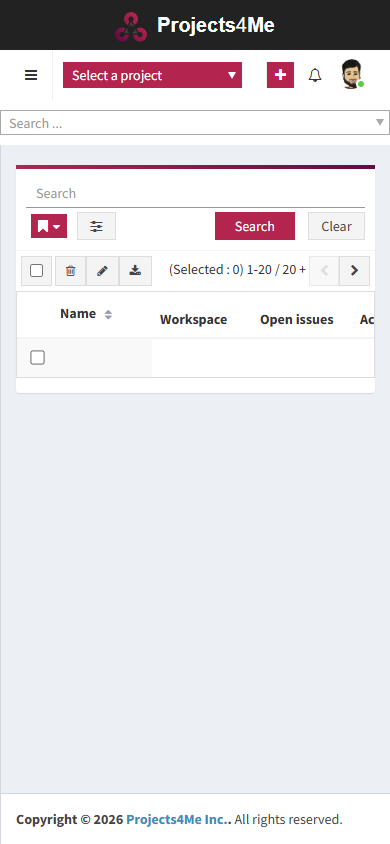 Projects4Me
Select a project
Search ...
Search
Search Clear
(Selected : 0) 1-20 / 20 +
Name Workspace Open issues Ac
Copyright © 2026 Projects4Me Inc.. All rights reserved.